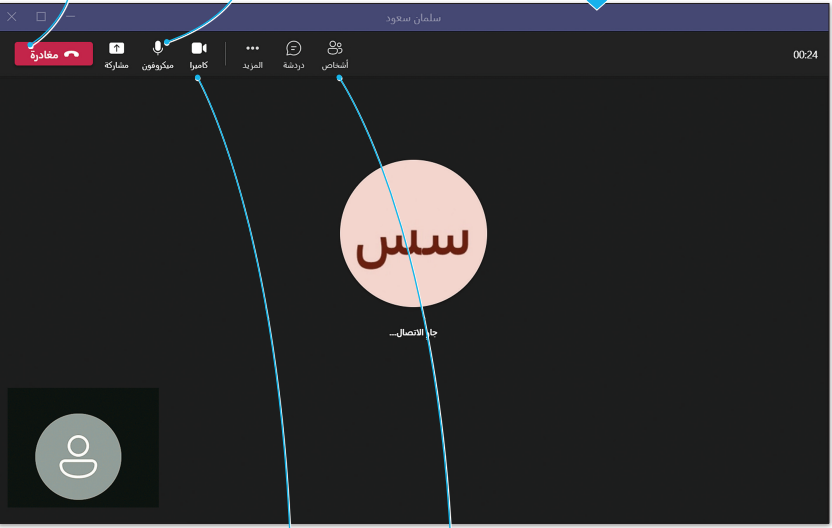 سلمان سعود
00:24
أشخاص
دردشة
المزيد
كاميرا
ميكروفون
مشاركة
مغادرة
سس
جارٍ الاتصال...